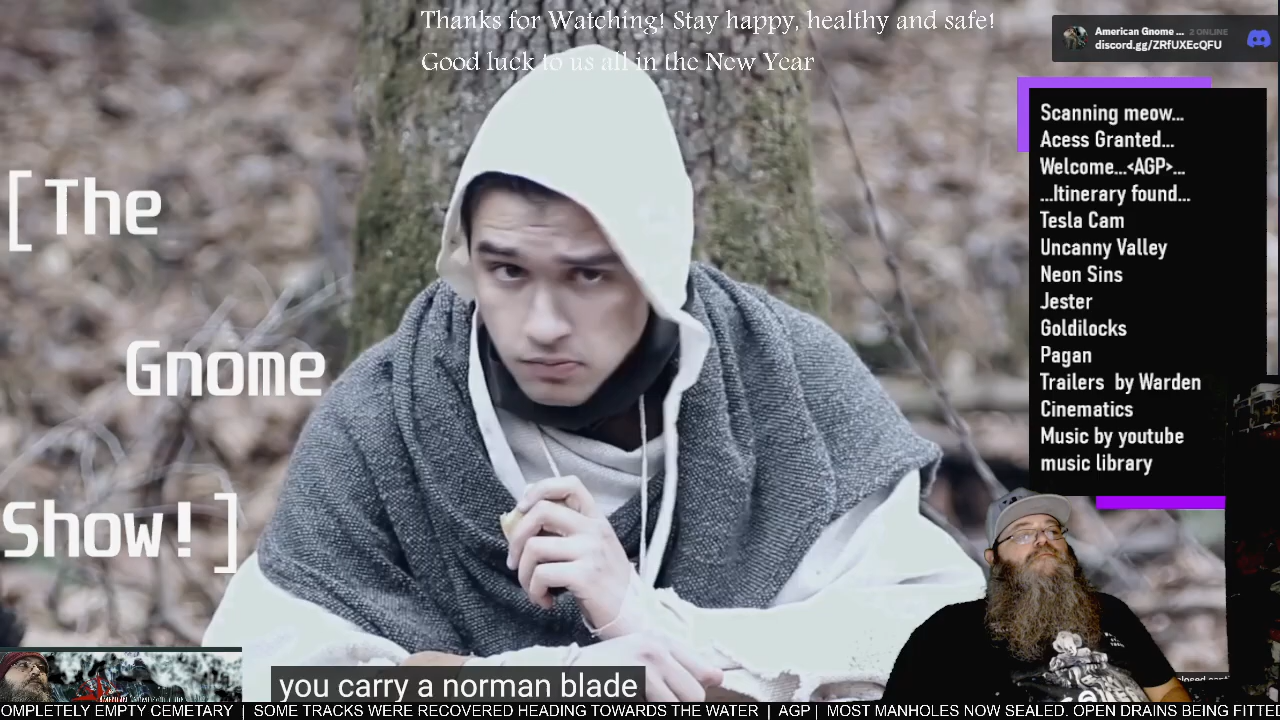 Thanks for Watching! Stay happy, healthy and safe!
Good luck to us all in the New Year
American Gnome ... 2 ONLINE
discord.gg/ZRfUXEcQFU
[The
Gnome
Show!]
Scanning meow...
Acess Granted...
Welcome...<AGP>...
...Itinerary found...
Tesla Cam
Uncanny Valley
Neon Sins
Jester
Goldilocks
Pagan
Trailers by Warden
Cinematics
Music by youtube
music library
you carry a norman blade
OMPLETELY EMPTY CEMETARY | SOME TRACKS WERE RECOVERED HEADING TOWARDS THE WATER | AGP | MOST MANHOLES NOW SEALED, OPEN DRAINS BEING FITTE